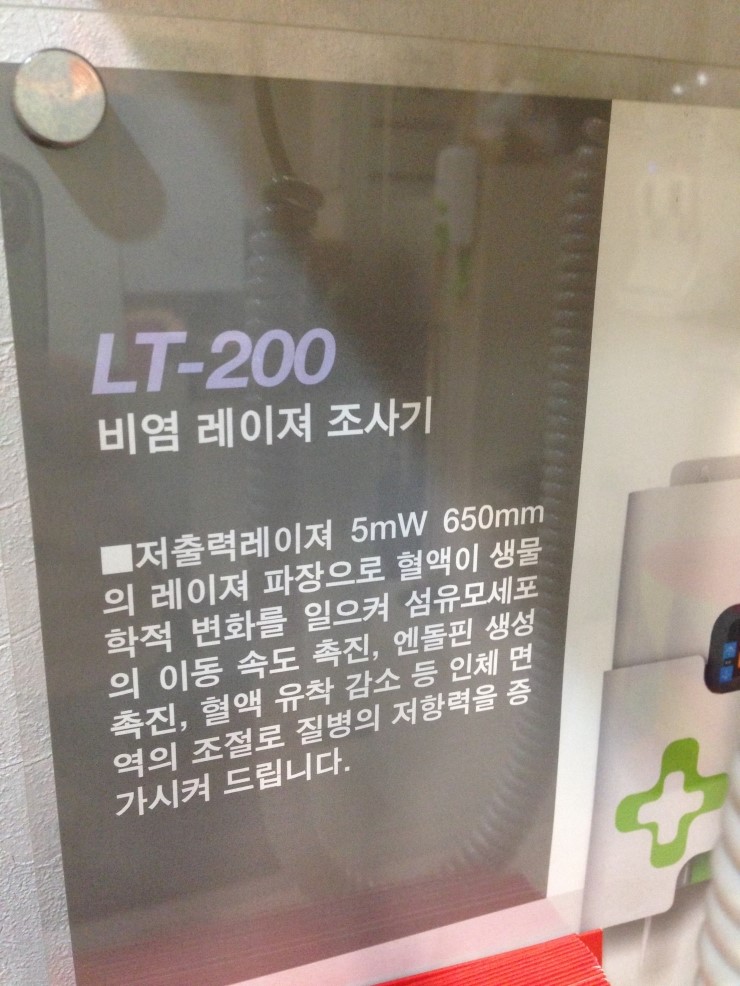 LT-200
비염 레이져 조사기
■저출력레이져 5mW 650mm
의 레이져 파장으로 혈액이 생물
학적 변화를 일으켜 섬유모세포
의 이동 속도 촉진, 엔돌핀 생성
촉진, 혈액 유착 감소 등 인체 면
역의 조절로 질병의 저항력을 증
가시켜 드립니다.